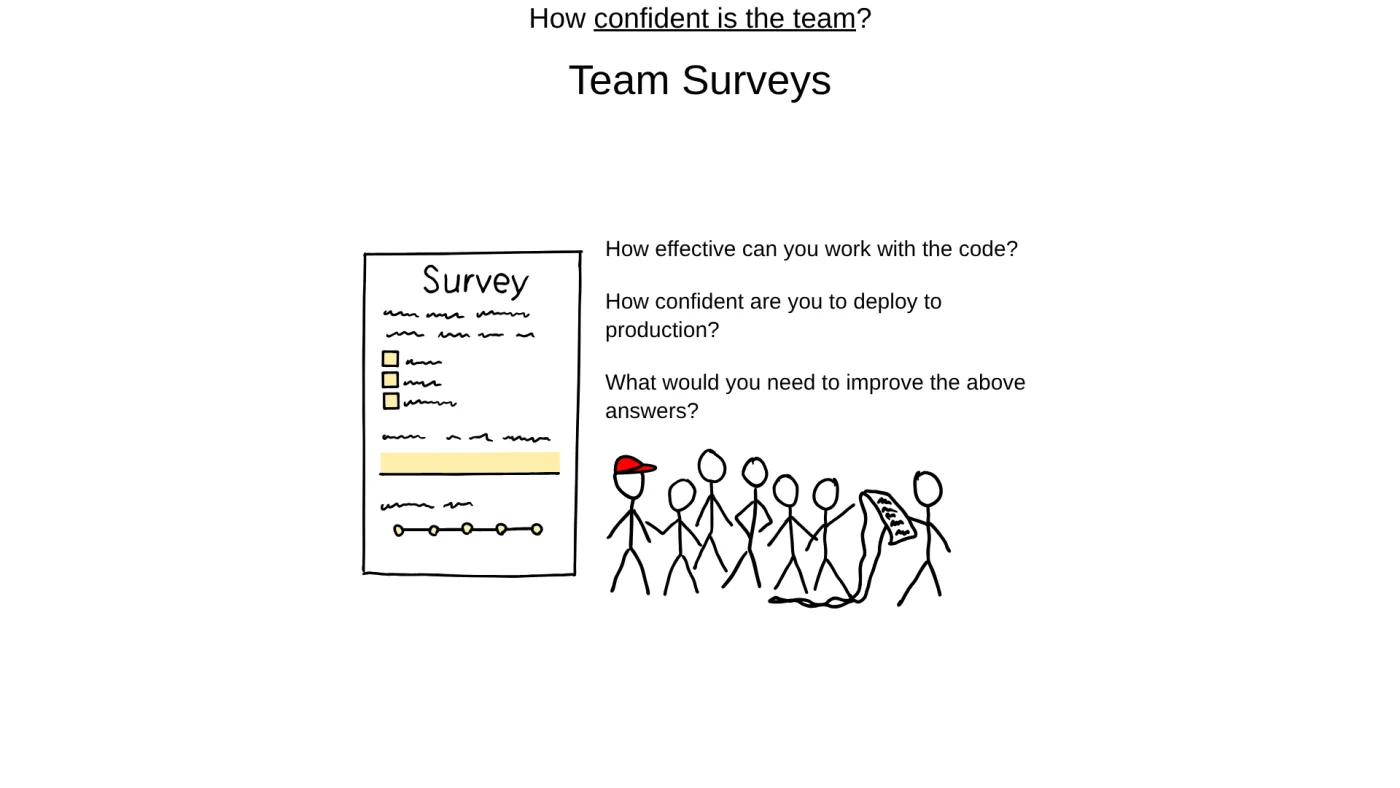 How confident is the team?
Team Surveys
Survey
How effective can you work with the code?
How confident are you to deploy to
production?
What would you need to improve the above
answers?